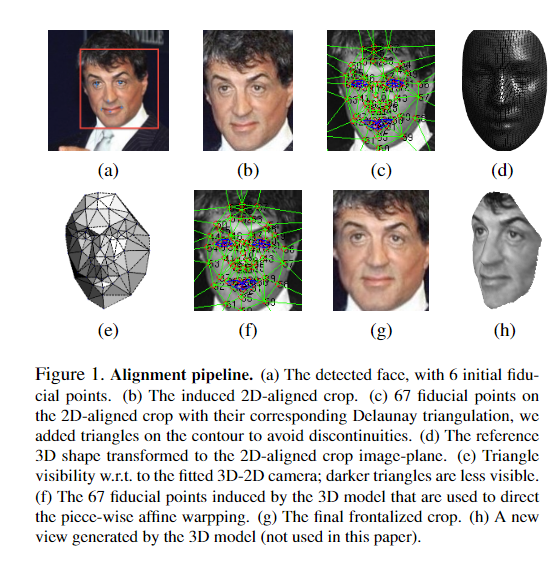 (a)
(b)
(c)
(d)
(e)
(f)
(g)
(h)
Figure 1. Alignment pipeline. (a) The detected face, with 6 initial fidu-
cial points. (b) The induced 2D-aligned crop. (c) 67 fiducial points on
the 2D-aligned crop with their corresponding Delaunay triangulation, we
added triangles on the contour to avoid discontinuities. (d) The reference
3D shape transformed to the 2D-aligned crop image-plane. (e) Triangle
visibility w.r.t. to the fitted 3D-2D camera; darker triangles are less visible.
(f) The 67 fiducial points induced by the 3D model that are used to direct
the piece-wise affine warpping. (g) The final frontalized crop. (h) A new
view generated by the 3D model (not used in this paper).